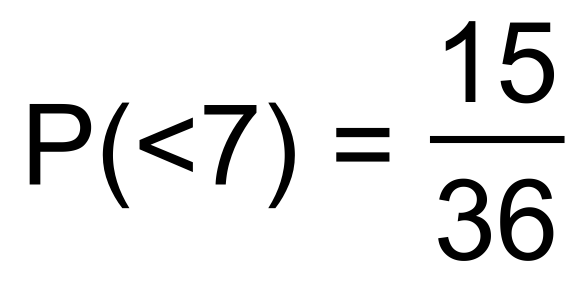 P(<7) = 15/36